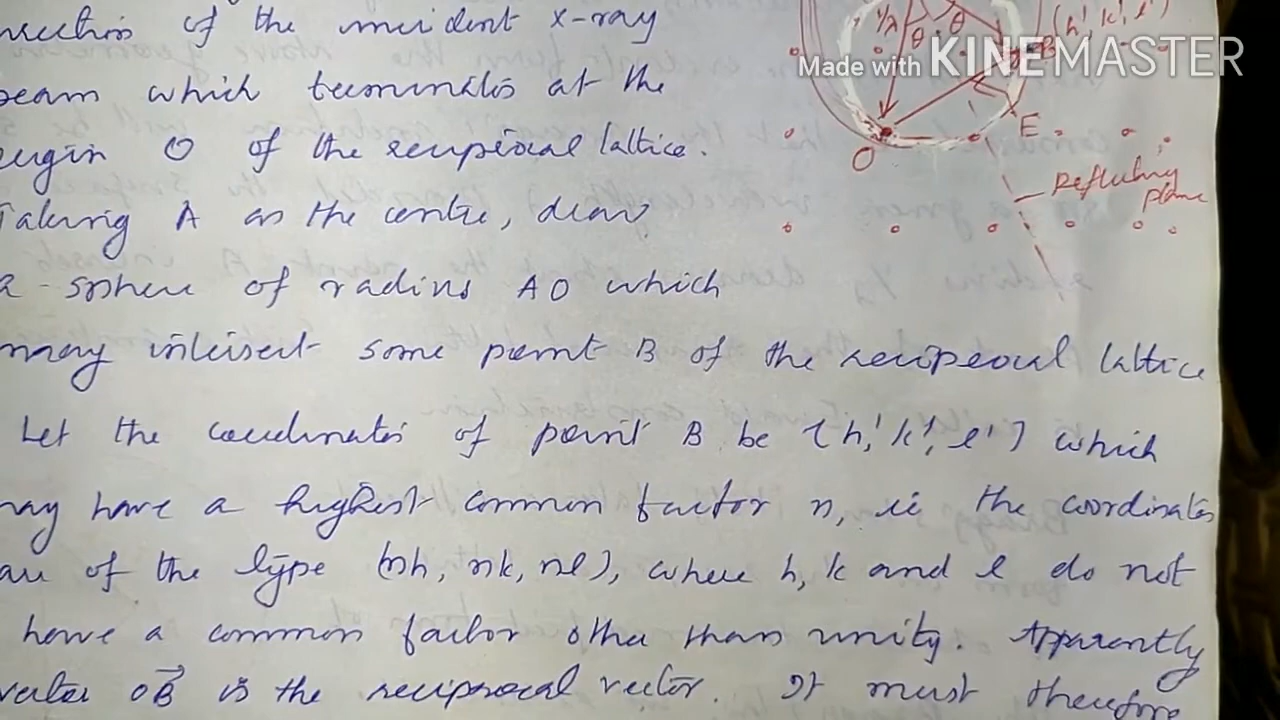 direction of the incident x-ray
beam which terminates at the
origin O of the reciprocal lattice.
Taking A as the centre, draw
a sphere of radius AO which
may intersect some point B of the reciprocal lattice
Let the coordinates of point B be (h', k', l') which
may have a highest common factor n, ie the coordinates
are of the type (nh, nk, nl), where h, k and l do not
have a common factor other than unity. Apparently
vector OB is the reciprocal vector. It must therefore
1/λ θ θ B (h', k', l')
Made with KINEMASTER
E
O
Reflecting
plane